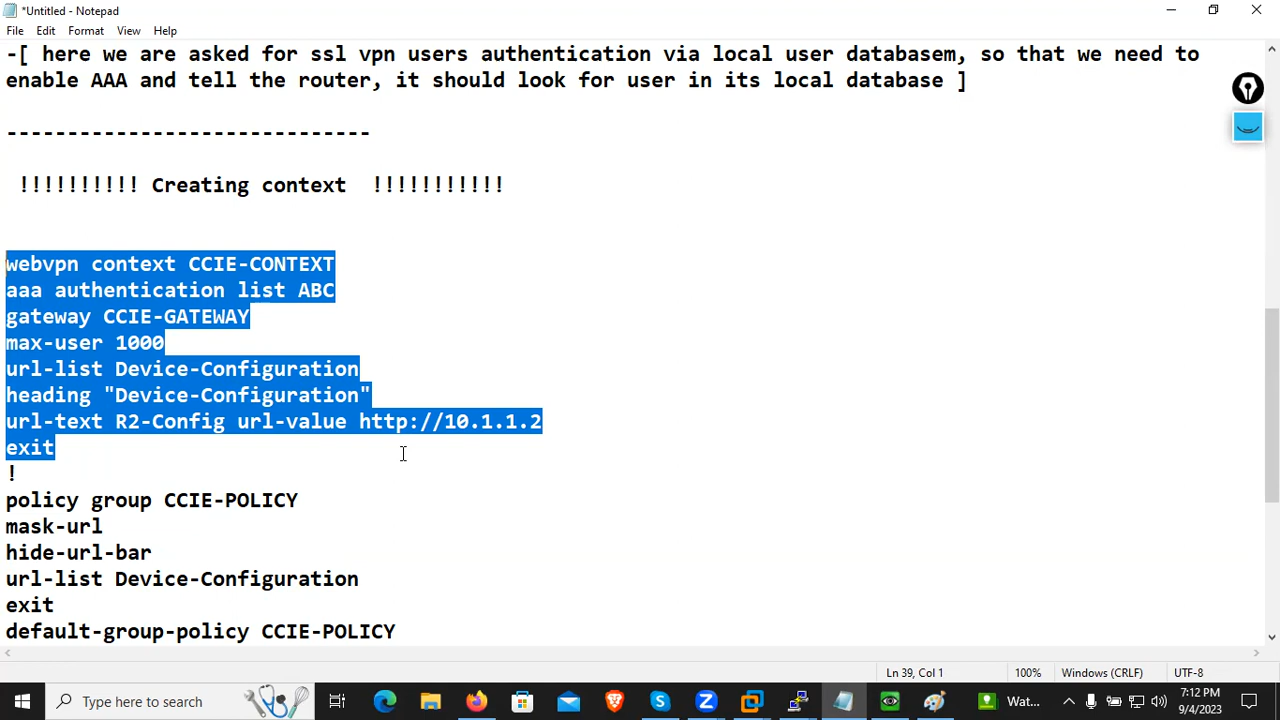 *Untitled - Notepad
File Edit Format View Help
-[ here we are asked for ssl vpn users authentication via local user databasem, so that we need to
enable AAA and tell the router, it should look for user in its local database ]
------------------------------
!!!!!!!!!! Creating context !!!!!!!!!!!
webvpn context CCIE-CONTEXT
aaa authentication list ABC
gateway CCIE-GATEWAY
max-user 1000
url-list Device-Configuration
heading "Device-Configuration"
url-text R2-Config url-value http://10.1.1.2
exit
!
policy group CCIE-POLICY
mask-url
hide-url-bar
url-list Device-Configuration
exit
default-group-policy CCIE-POLICY
Ln 39, Col 1 100% Windows (CRLF) UTF-8
Type here to search
Wat...
7:12 PM
9/4/2023